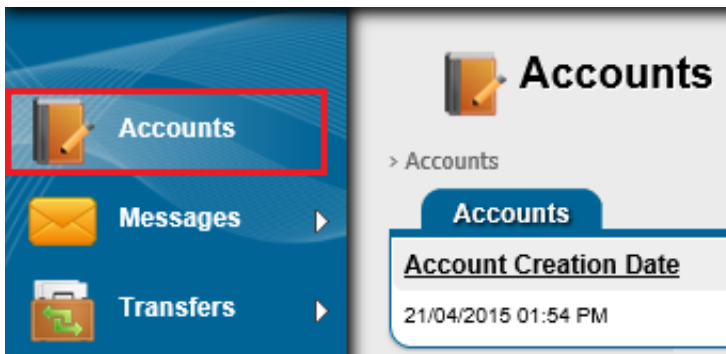 Accounts
Messages
Transfers
Accounts
> Accounts
Accounts
Account Creation Date
21/04/2015 01:54 PM